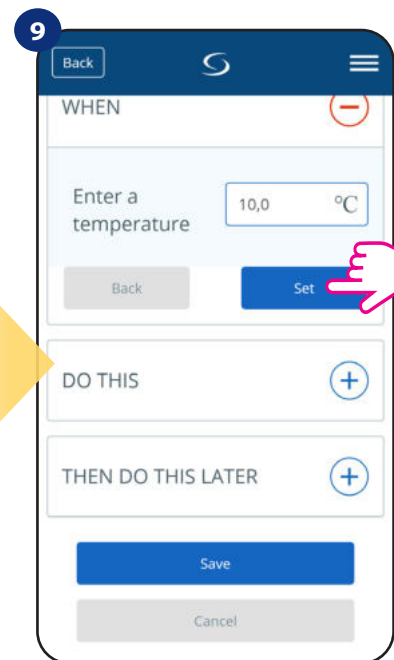 9
Back
WHEN
Enter a
temperature
10,0 °C
Back Set
DO THIS
THEN DO THIS LATER
Save
Cancel